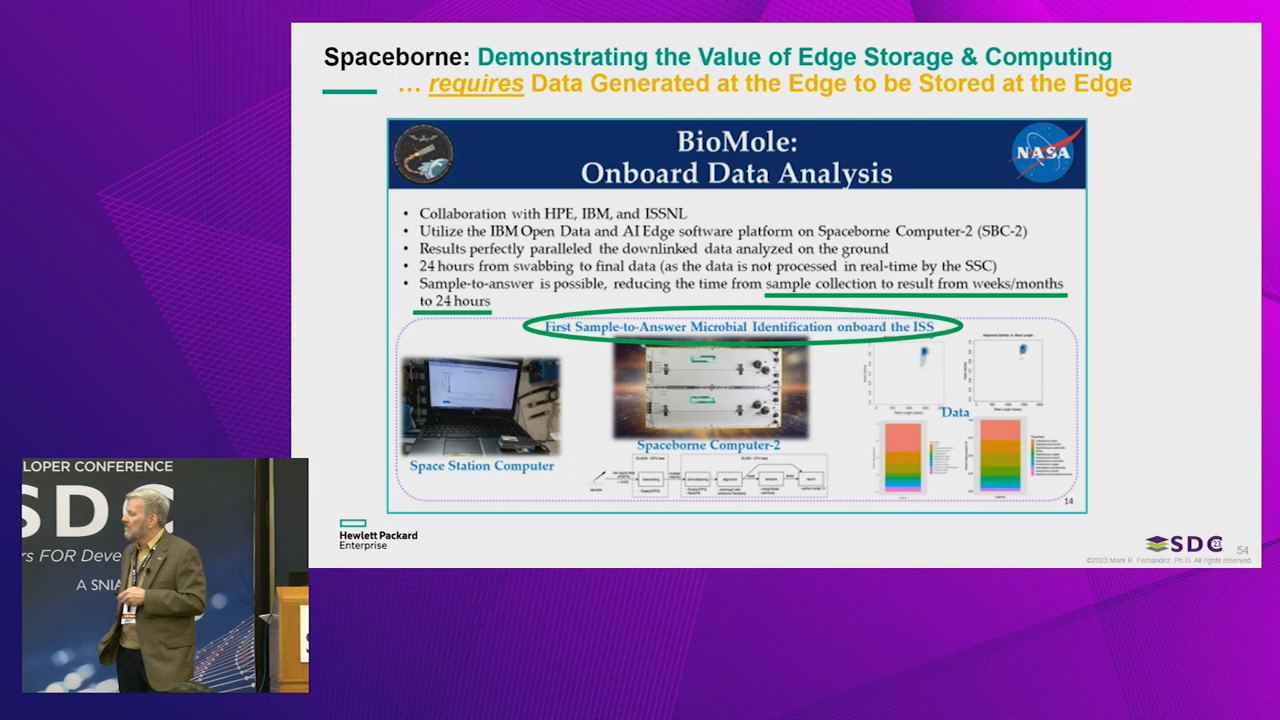 Spaceborne: Demonstrating the Value of Edge Storage & Computing
… requires Data Generated at the Edge to be Stored at the Edge
BioMole:
Onboard Data Analysis
NASA
• Collaboration with HPE, IBM, and ISSNL
• Utilize the IBM Open Data and AI Edge software platform on Spaceborne Computer-2 (SBC-2)
• Results perfectly paralleled the downlinked data analyzed on the ground
• 24 hours from swabbing to final data (as the data is not processed in real-time by the SSC)
• Sample-to-answer is possible, reducing the time from sample collection to result from weeks/months
to 24 hours
First Sample-to-Answer Microbial Identification onboard the ISS
Data
Spaceborne Computer-2
Space Station Computer
14
Hewlett Packard
Enterprise
SDC 23
54
©2023 Mark R. Fernandez, Ph.D. All rights reserved.
LOPER CONFERENCE
SDC
rs FOR Deve
A SNIA